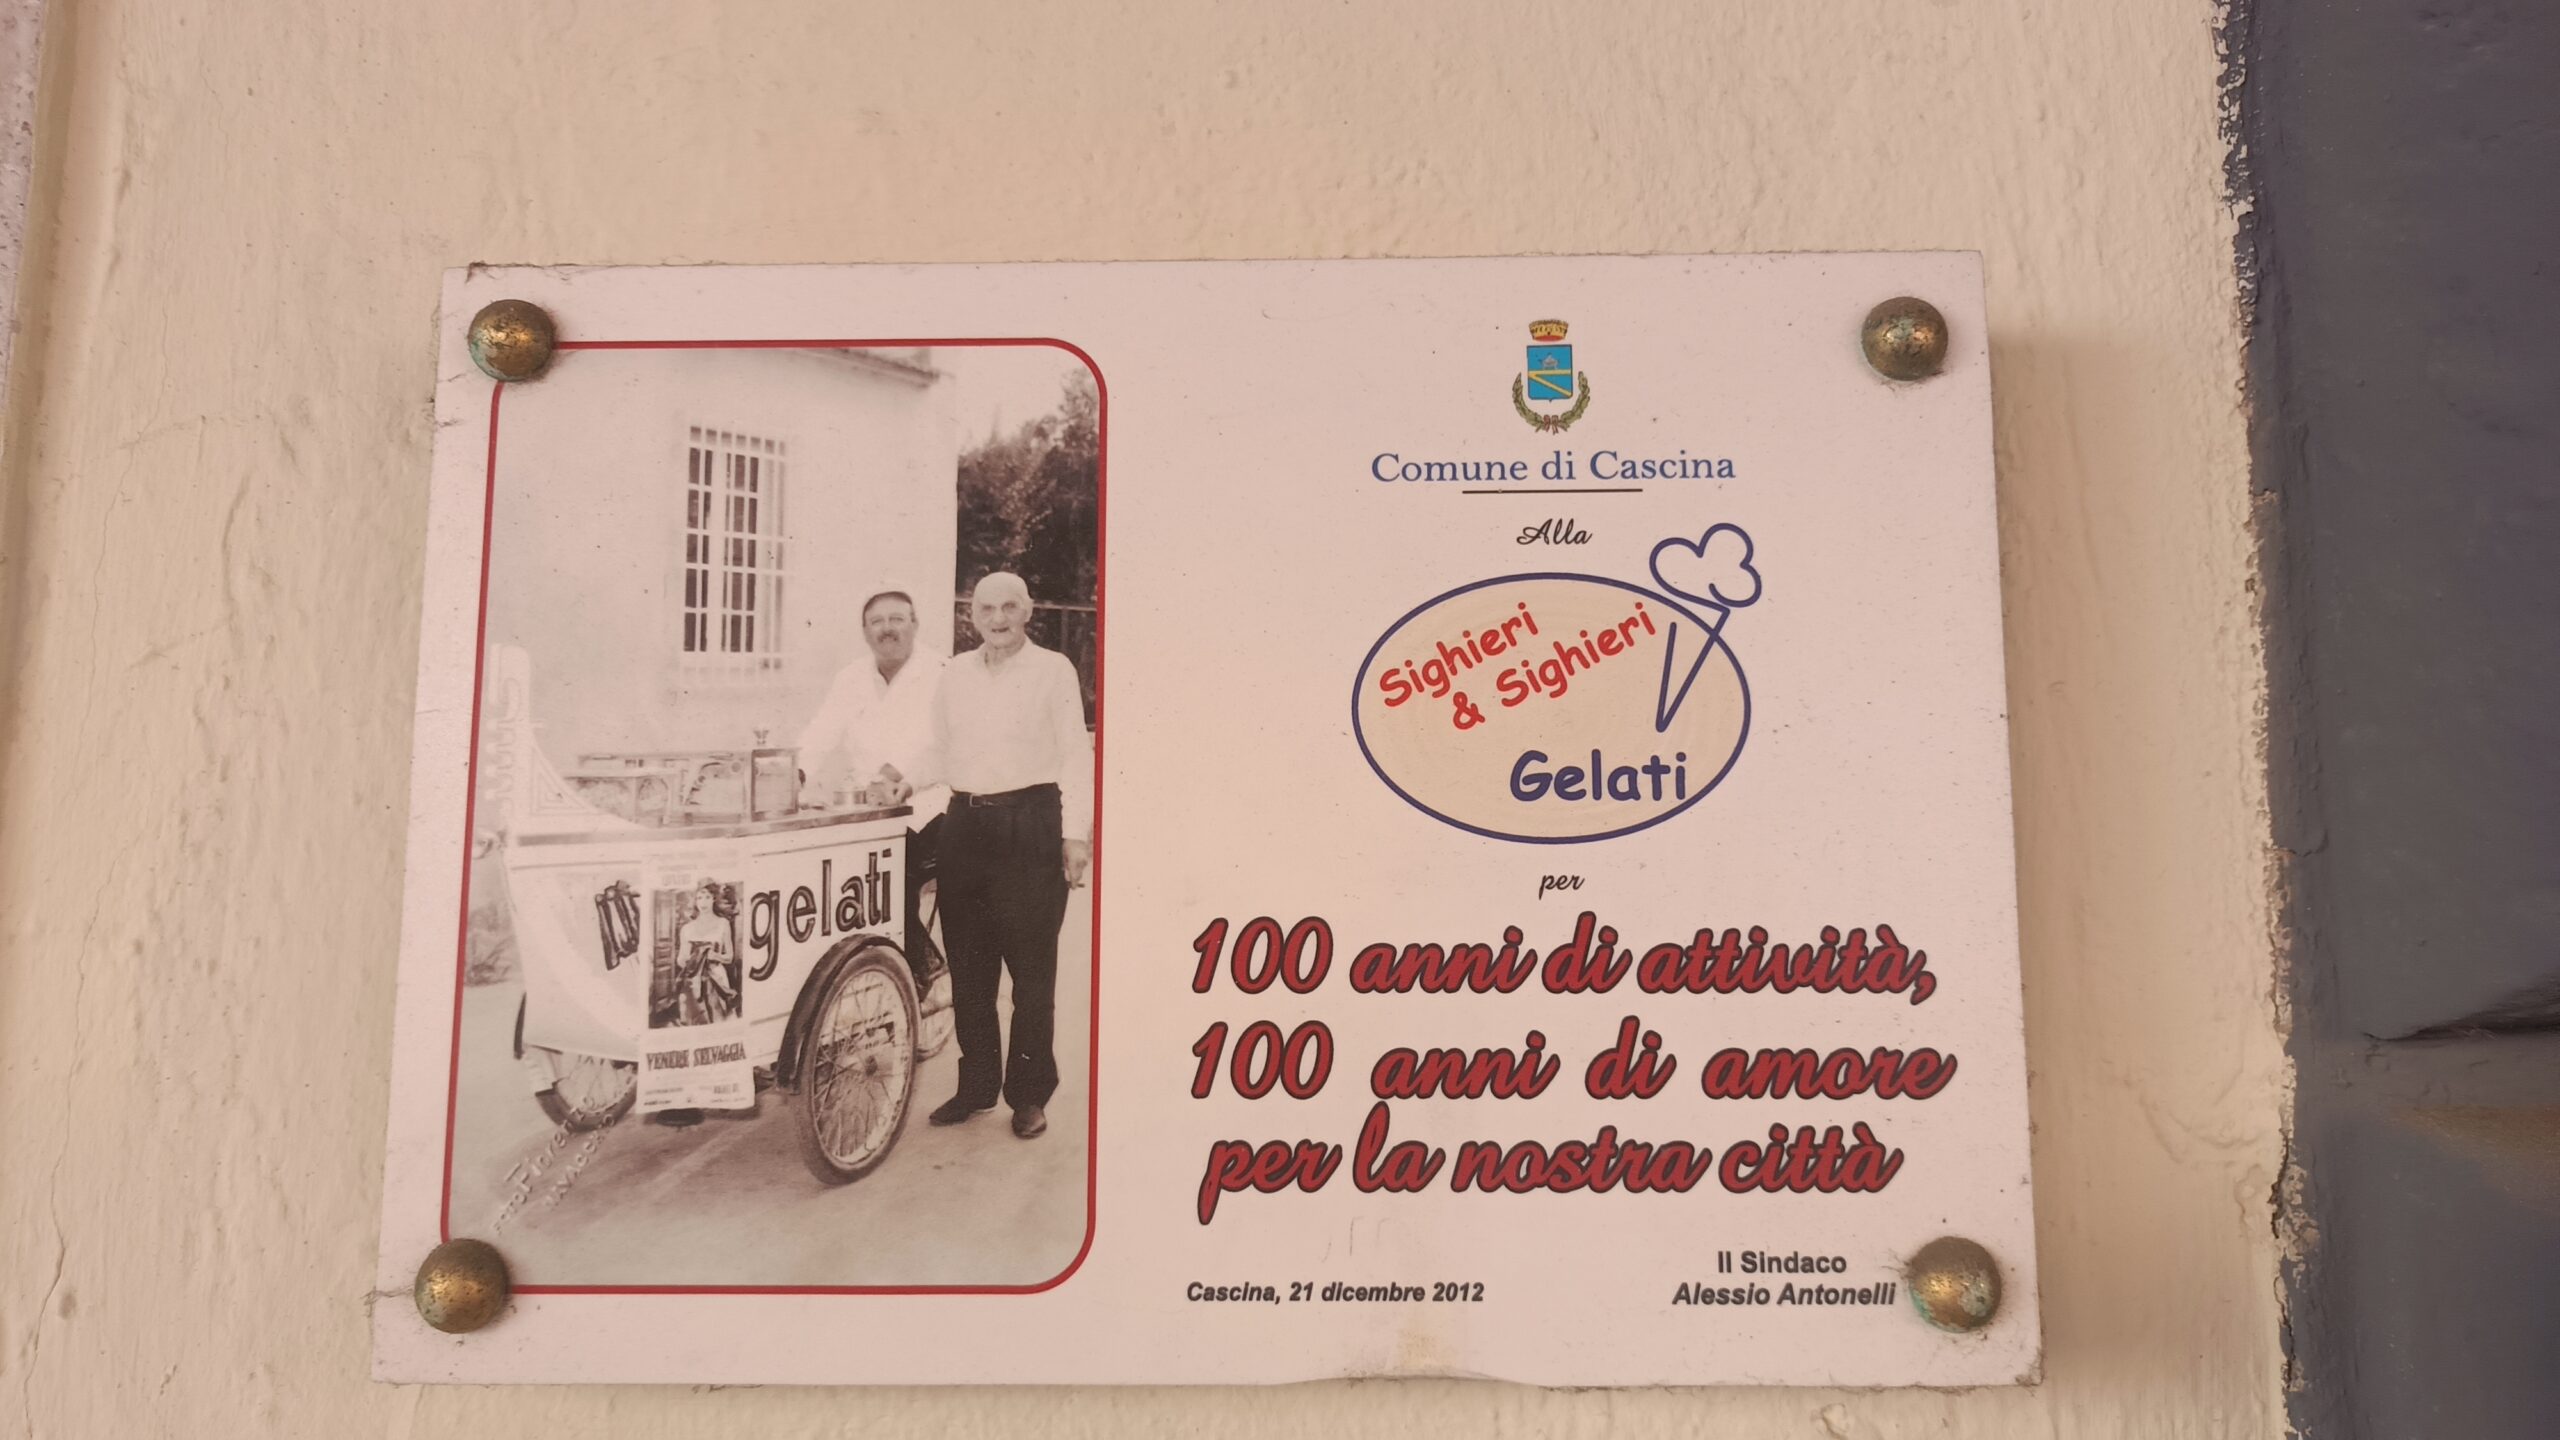 Comune di Cascina
Alla
Sighieri
& Sighieri
Gelati
per
100 anni di attività,
100 anni di amore
per la nostra città
Cascina, 21 dicembre 2012
Il Sindaco
Alessio Antonelli
gelati
VENERE SELVAGGIA